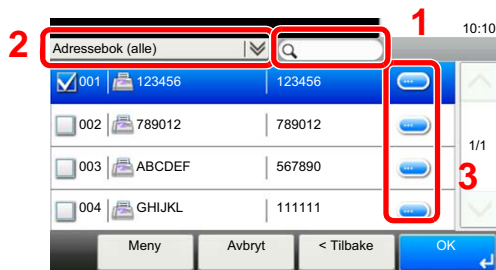 1
10:10
2
Adressebok (alle)
001 123456 123456
002 789012 789012
1/1
003 ABCDEF 567890
3
004 GHIJKL 111111
Meny Avbryt < Tilbake OK